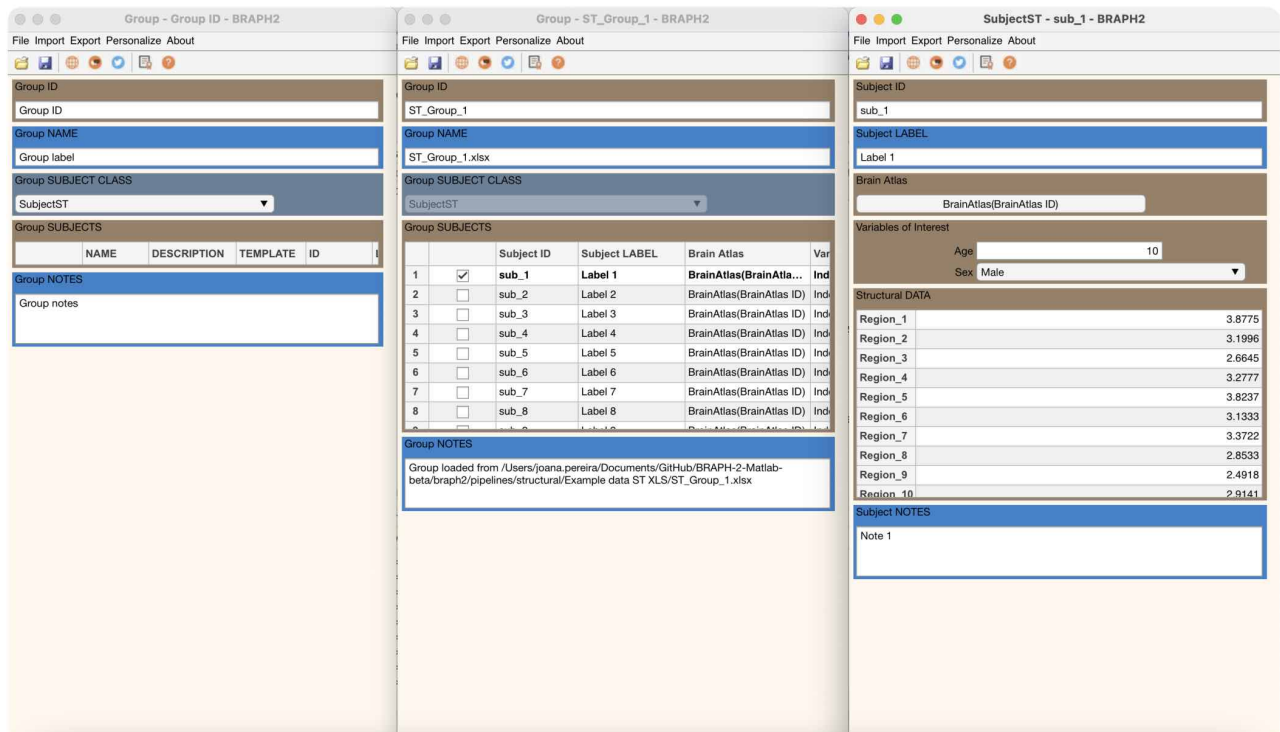 Group - Group ID - BRAPH2
File Import Export Personalize About
Group ID
Group ID
Group NAME
Group label
Group SUBJECT CLASS
SubjectST
Group SUBJECTS
NAME DESCRIPTION TEMPLATE ID
Group NOTES
Group notes
Group - ST_Group_1 - BRAPH2
File Import Export Personalize About
Group ID
ST_Group_1
Group NAME
ST_Group_1.xlsx
Group SUBJECT CLASS
SubjectST
Group SUBJECTS
Subject ID Subject LABEL Brain Atlas Var
1 sub_1 Label 1 BrainAtlas(BrainAtla... Ind
2 sub_2 Label 2 BrainAtlas(BrainAtlas ID) Ind
3 sub_3 Label 3 BrainAtlas(BrainAtlas ID) Ind
4 sub_4 Label 4 BrainAtlas(BrainAtlas ID) Ind
5 sub_5 Label 5 BrainAtlas(BrainAtlas ID) Ind
6 sub_6 Label 6 BrainAtlas(BrainAtlas ID) Ind
7 sub_7 Label 7 BrainAtlas(BrainAtlas ID) Ind
8 sub_8 Label 8 BrainAtlas(BrainAtlas ID) Ind
Group NOTES
Group loaded from /Users/joana.pereira/Documents/GitHub/BRAPH-2-Matlab-
beta/braph2/pipelines/structural/Example data ST XLS/ST_Group_1.xlsx
SubjectST - sub_1 - BRAPH2
File Import Export Personalize About
Subject ID
sub_1
Subject LABEL
Label 1
Brain Atlas
BrainAtlas(BrainAtlas ID)
Variables of Interest
Age 10
Sex Male
Structural DATA
Region_1 3.8775
Region_2 3.1996
Region_3 2.6645
Region_4 3.2777
Region_5 3.8237
Region_6 3.1333
Region_7 3.3722
Region_8 2.8533
Region_9 2.4918
Region_10 2.9141
Subject NOTES
Note 1